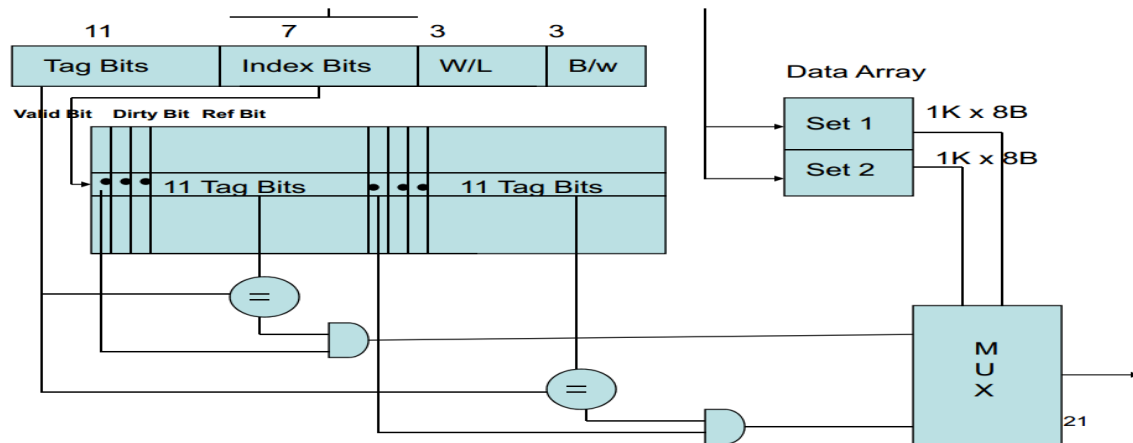 11 7 3 3
Tag Bits Index Bits W/L B/w
Data Array
Valid Bit Dirty Bit Ref Bit
Set 1 1K x 8B
Set 2 1K x 8B
11 Tag Bits 11 Tag Bits
=
=
M
U
X
21